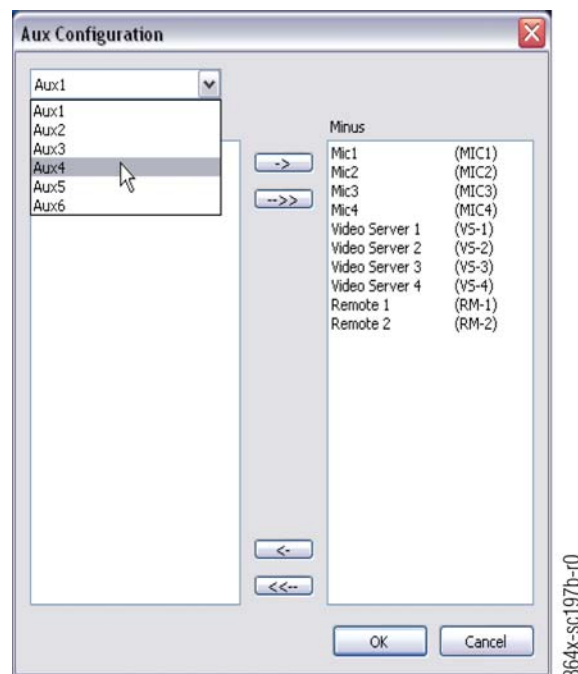 Aux Configuration
Aux1
Aux1
Aux2
Aux3
Aux4
Aux5
Aux6
->
-->>
<-
<<--
Minus
Mic1 (MIC1)
Mic2 (MIC2)
Mic3 (MIC3)
Mic4 (MIC4)
Video Server 1 (VS-1)
Video Server 2 (VS-2)
Video Server 3 (VS-3)
Video Server 4 (VS-4)
Remote 1 (RM-1)
Remote 2 (RM-2)
OK Cancel
864x-sc197b-r0